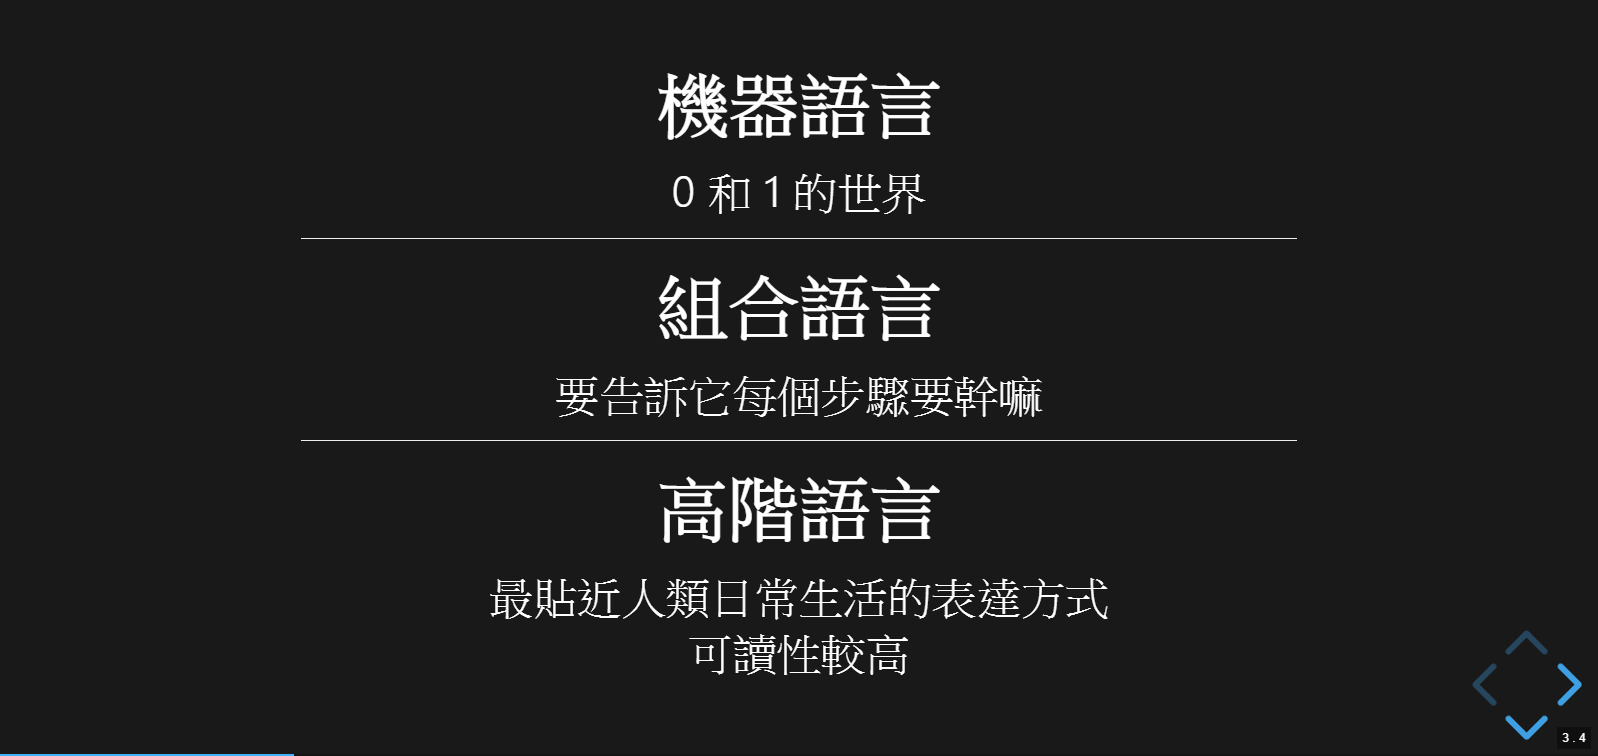 機器語言
0 和 1 的世界
組合語言
要告訴它每個步驟要幹嘛
高階語言
最貼近人類日常生活的表達方式
可讀性較高
3.4